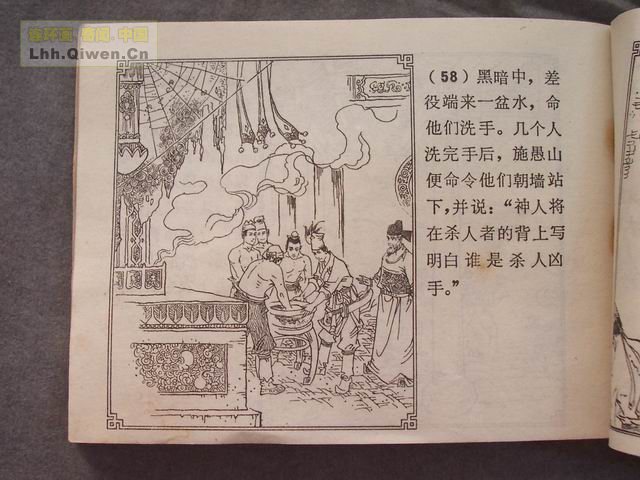 连环画·易阅·中国
Lhh.Qiwen.Cn
(58)黑暗中，差
役端来一盆水，命
他们洗手。几个人
洗完手后，施愚山
便命令他们朝墙站
下，并说：“神人将
在杀人者的背上写
明白谁是杀人凶
手。”